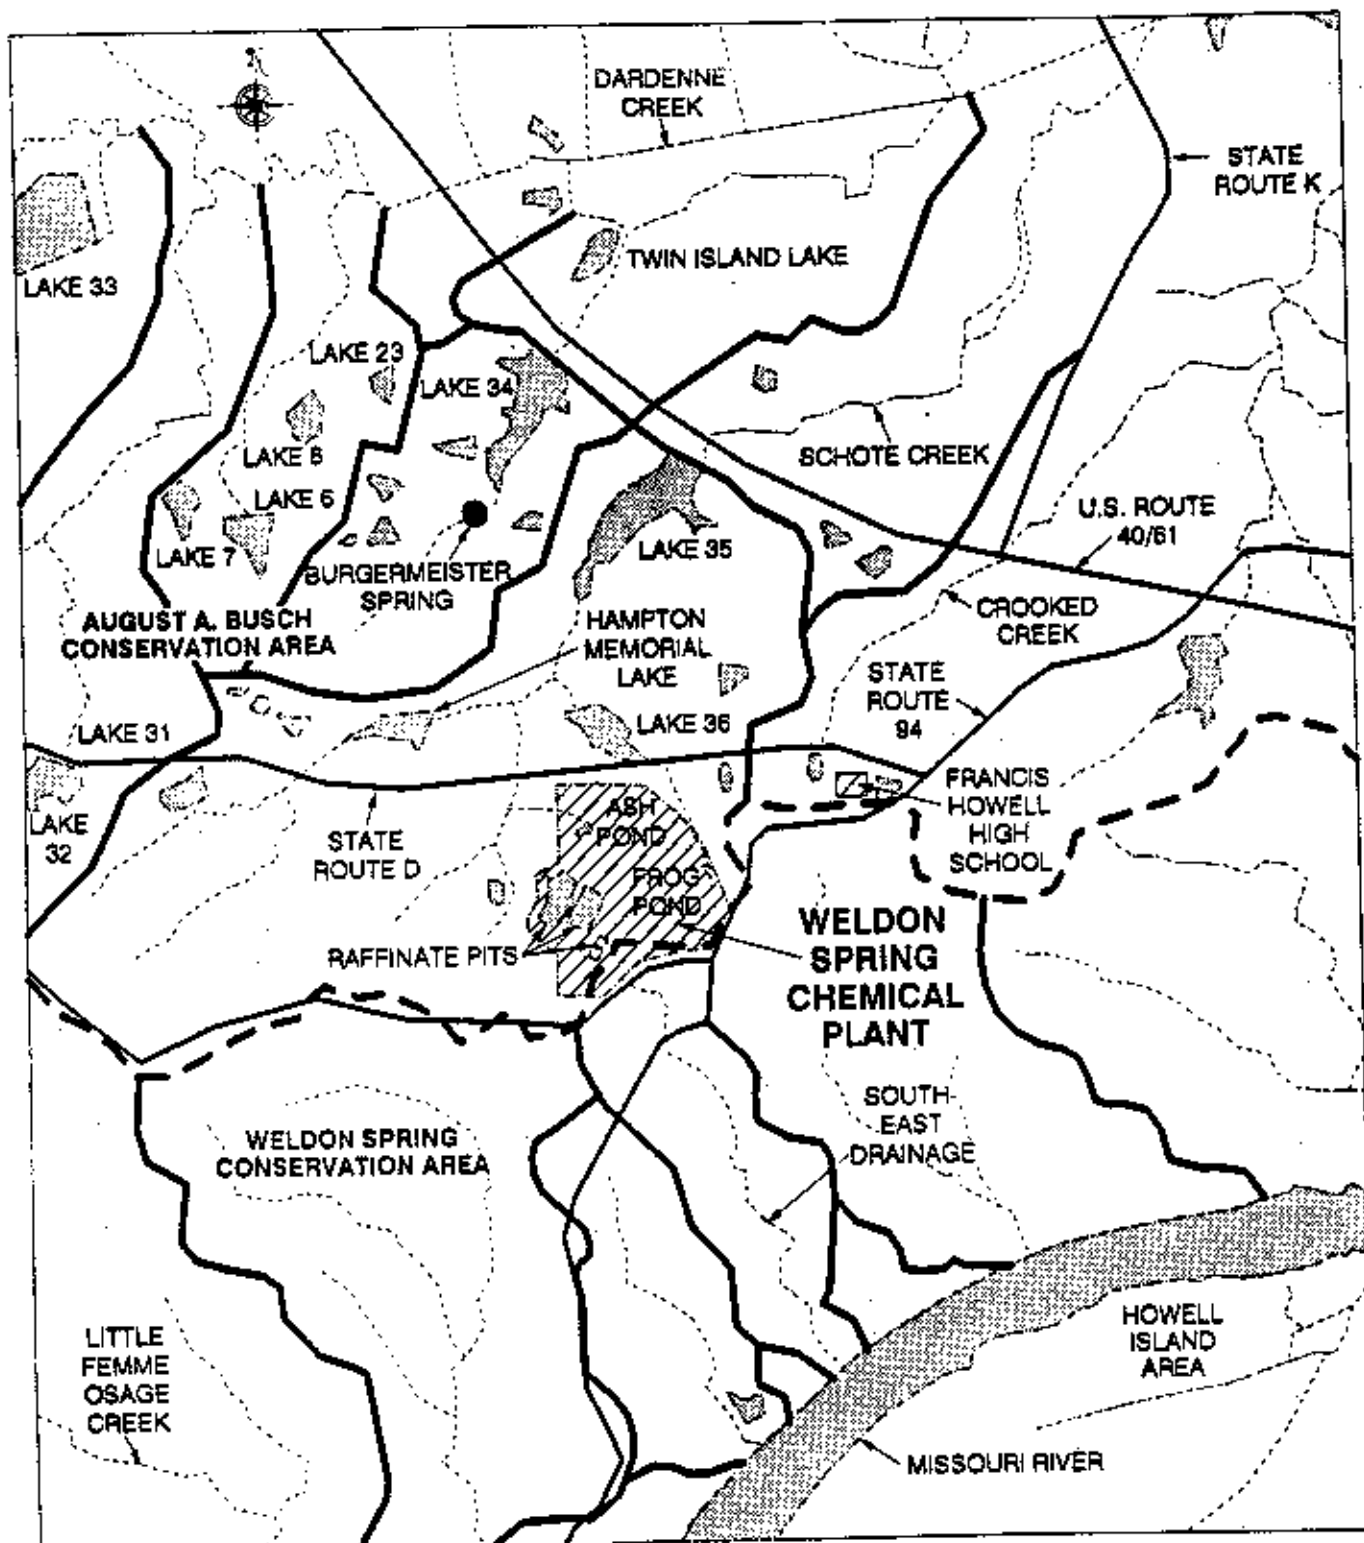 DARDENNE
CREEK
STATE
ROUTE K
TWIN ISLAND LAKE
LAKE 33
LAKE 23
LAKE 34
LAKE 8
SCHOTE CREEK
LAKE 6
U.S. ROUTE
40/61
LAKE 7
LAKE 35
BURGERMEISTER
SPRING
AUGUST A. BUSCH
CONSERVATION AREA
HAMPTON
MEMORIAL
LAKE
CROOKED
CREEK
STATE
ROUTE
94
LAKE 31
LAKE 36
LAKE
32
STATE
ROUTE D
ASH
POND
FRANCIS
HOWELL
HIGH
SCHOOL
FROG
POND
RAFFINATE PITS
WELDON
SPRING
CHEMICAL
PLANT
SOUTH-
EAST
DRAINAGE
WELDON SPRING
CONSERVATION AREA
LITTLE
FEMME
OSAGE
CREEK
HOWELL
ISLAND
AREA
MISSOURI RIVER